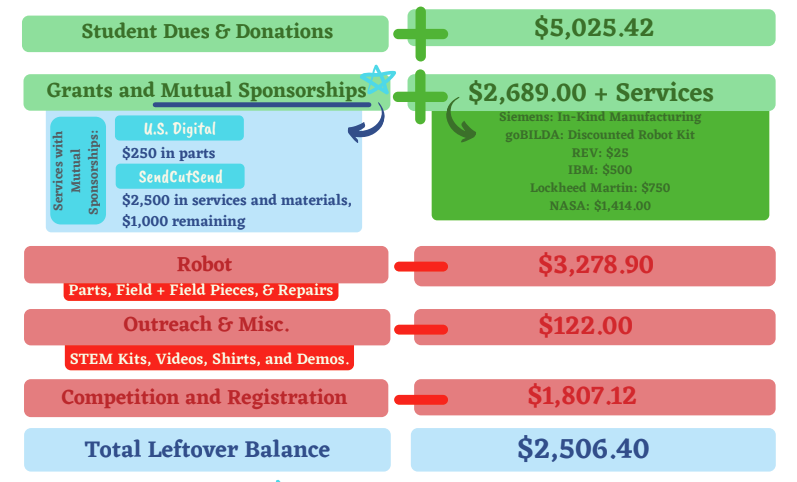 Student Dues & Donations
$5,025.42
Grants and Mutual Sponsorships
$2,689.00 + Services
Services with
Mutual
Sponsorships:
U.S. Digital
$250 in parts
SendCutSend
$2,500 in services and materials,
$1,000 remaining
Siemens: In-Kind Manufacturing
goBILDA: Discounted Robot Kit
REV: $25
IBM: $500
Lockheed Martin: $750
NASA: $1,414.00
Robot
$3,278.90
Parts, Field + Field Pieces, & Repairs
Outreach & Misc.
$122.00
STEM Kits, Videos, Shirts, and Demos.
Competition and Registration
$1,807.12
Total Leftover Balance
$2,506.40